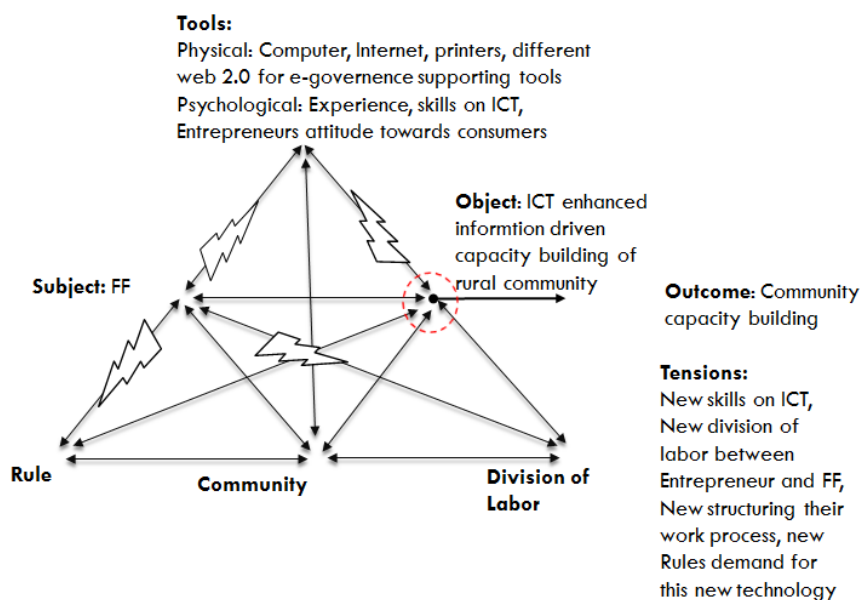 Tools:
Physical: Computer, Internet, printers, different
web 2.0 for e-governence supporting tools
Psychological: Experience, skills on ICT,
Entrepreneurs attitude towards consumers
Object: ICT enhanced
informtion driven
capacity building of
rural community
Subject: FF
Outcome: Community
capacity building
Tensions:
New skills on ICT,
New division of
labor between
Entrepreneur and FF,
New structuring their
work process, new
Rules demand for
this new technology
Rule
Community
Division of
Labor